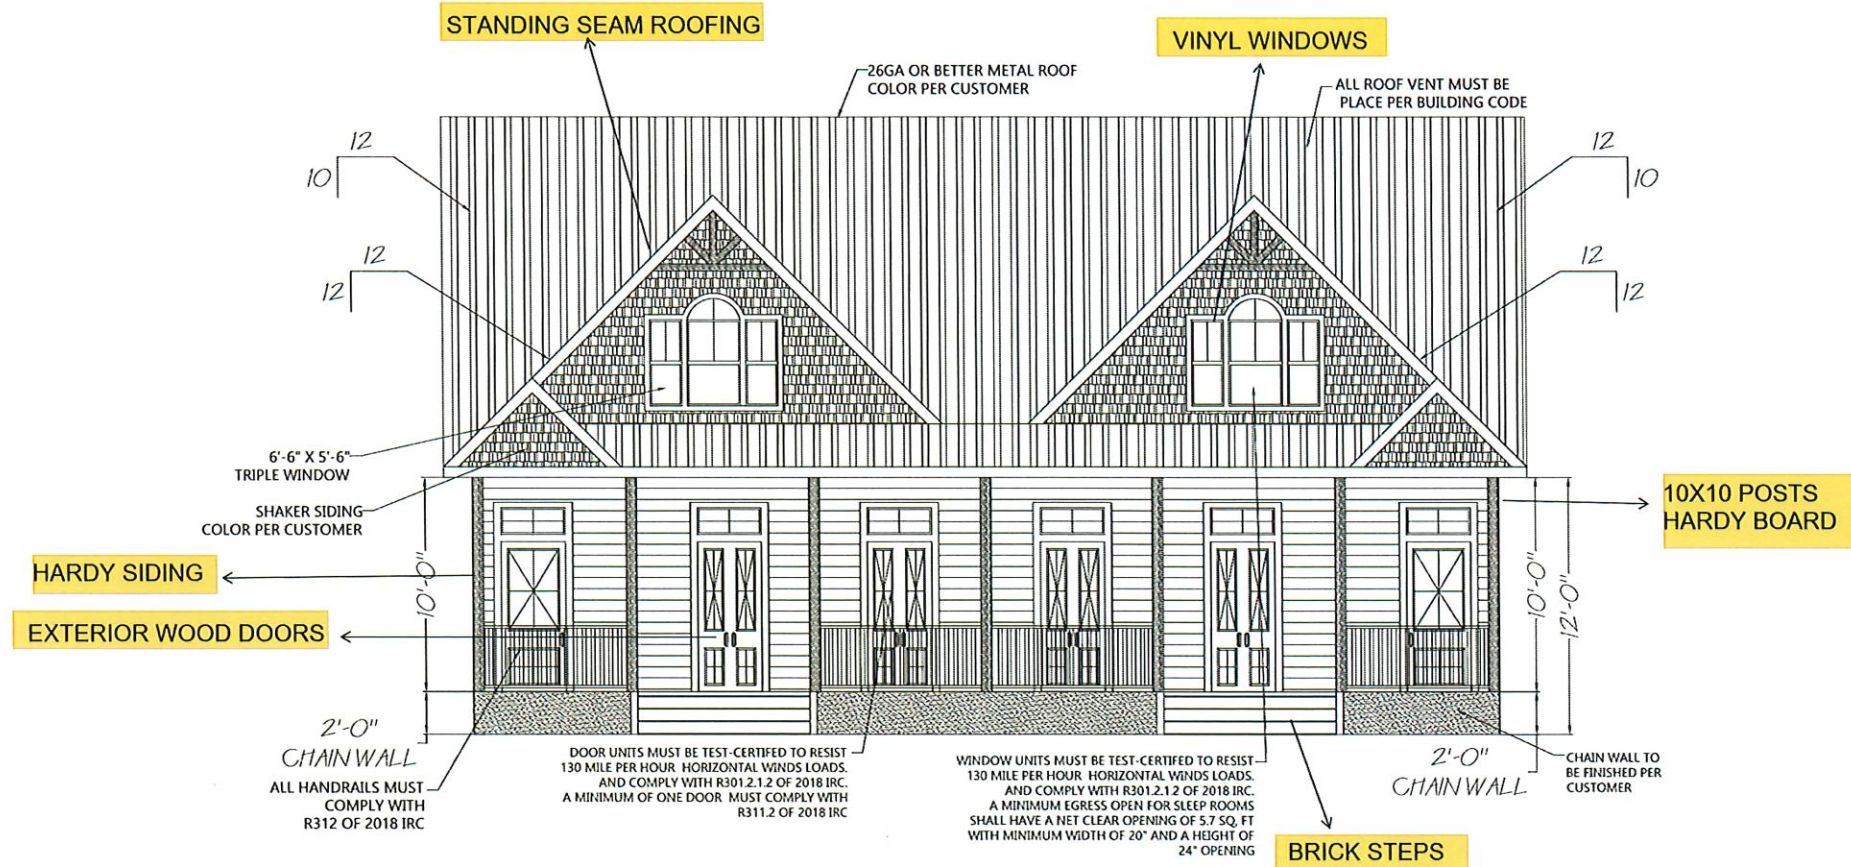 STANDING SEAM ROOFING
VINYL WINDOWS
26GA OR BETTER METAL ROOF
COLOR PER CUSTOMER
ALL ROOF VENT MUST BE
PLACE PER BUILDING CODE
12
10
12
10
12
12
12
12
6'-6" X 5'-6"
TRIPLE WINDOW
SHAKER SIDING
COLOR PER CUSTOMER
10X10 POSTS
HARDY BOARD
HARDY SIDING
EXTERIOR WOOD DOORS
10'-0"
10'-0"
12'-0"
2'-0"
CHAIN WALL
ALL HANDRAILS MUST
COMPLY WITH
R312 OF 2018 IRC
DOOR UNITS MUST BE TEST-CERTIFED TO RESIST
130 MILE PER HOUR HORIZONTAL WINDS LOADS.
AND COMPLY WITH R301.2.1.2 OF 2018 IRC.
A MINIMUM OF ONE DOOR MUST COMPLY WITH
R311.2 OF 2018 IRC
WINDOW UNITS MUST BE TEST-CERTIFED TO RESIST
130 MILE PER HOUR HORIZONTAL WINDS LOADS.
AND COMPLY WITH R301.2.1.2 OF 2018 IRC.
A MINIMUM EGRESS OPEN FOR SLEEP ROOMS
SHALL HAVE A NET CLEAR OPENING OF 5.7 SQ, FT
WITH MINIMUM WIDTH OF 20" AND A HEIGHT OF
24" OPENING
2'-0"
CHAIN WALL
CHAIN WALL TO
BE FINISHED PER
CUSTOMER
BRICK STEPS